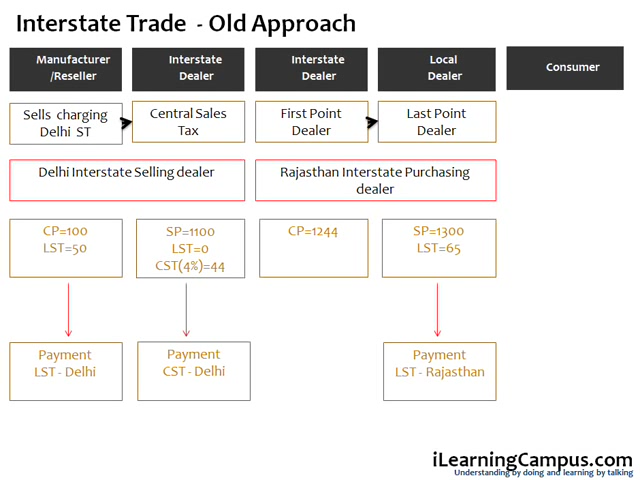 Interstate Trade - Old Approach
Manufacturer
/Reseller
Interstate
Dealer
Interstate
Dealer
Local
Dealer
Consumer
Sells charging
Delhi ST
Central Sales
Tax
First Point
Dealer
Last Point
Dealer
Delhi Interstate Selling dealer
Rajasthan Interstate Purchasing
dealer
CP=100
LST=50
SP=1100
LST=0
CST(4%)=44
CP=1244
SP=1300
LST=65
Payment
LST - Delhi
Payment
CST - Delhi
Payment
LST - Rajasthan
iLearningCampus.com
Understanding by doing and learning by talking